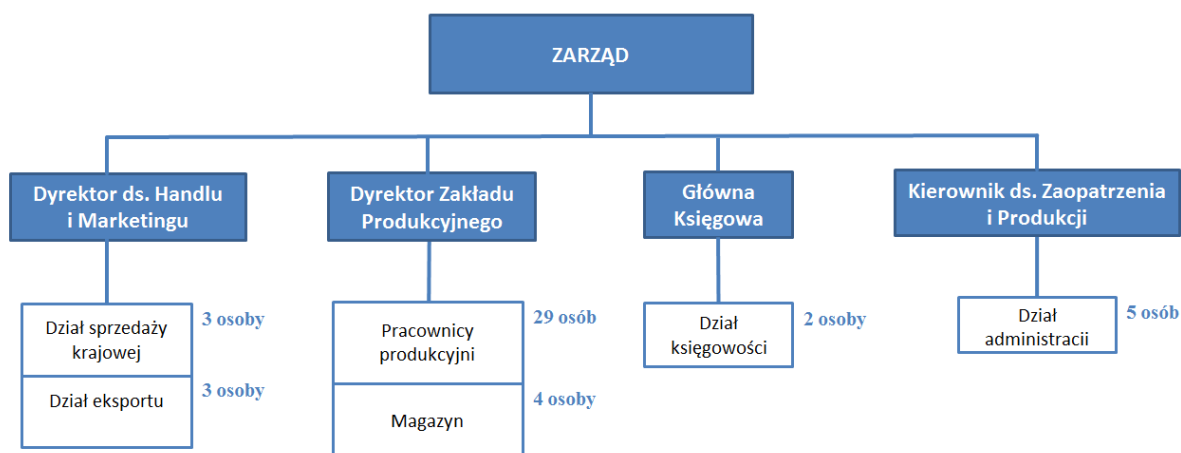 ZARZĄD
Dyrektor ds. Handlu
i Marketingu
Dyrektor Zakładu
Produkcyjnego
Główna
Księgowa
Kierownik ds. Zaopatrzenia
i Produkcji
Dział sprzedaży
krajowej
3 osoby
Dział eksportu
3 osoby
Pracownicy
produkcyjni
29 osób
Magazyn
4 osoby
Dział
księgowości
2 osoby
Dział
administracii
5 osób